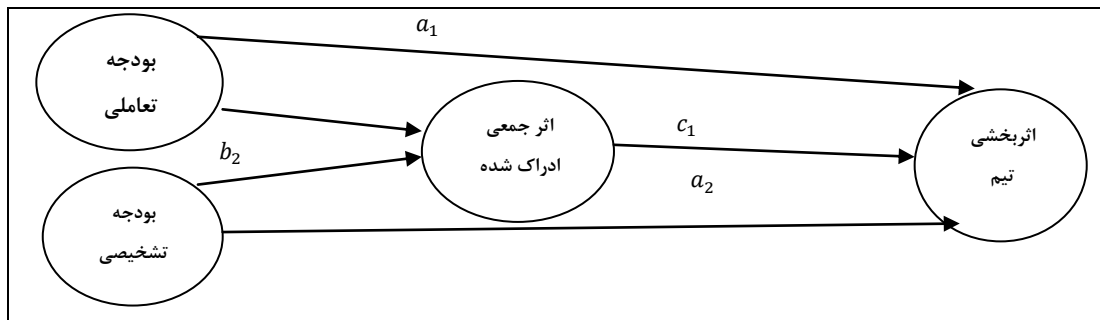 a₁
بودجه
تعاملی
اثر جمعی
ادراک شده
c₁
اثربخشی
تیم
b₂
a₂
بودجه
تشخیصی